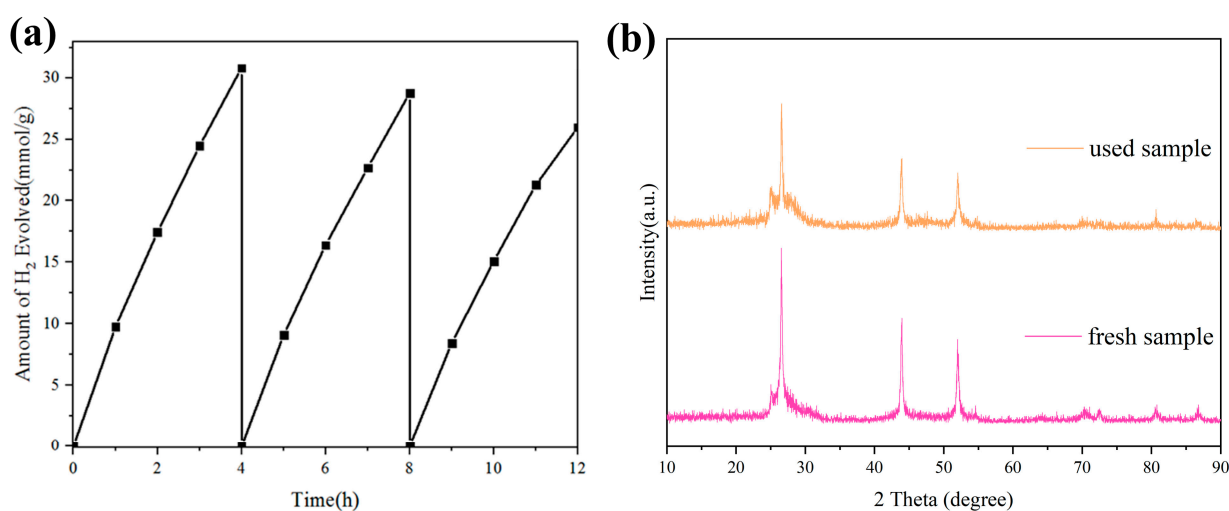 (a)
Amount of H₂ Evolved(mmol/g)
30
25
20
15
10
5
0
0 2 4 6 8 10 12
Time(h)
(b)
Intensity(a.u.)
used sample
fresh sample
10 20 30 40 50 60 70 80 90
2 Theta (degree)